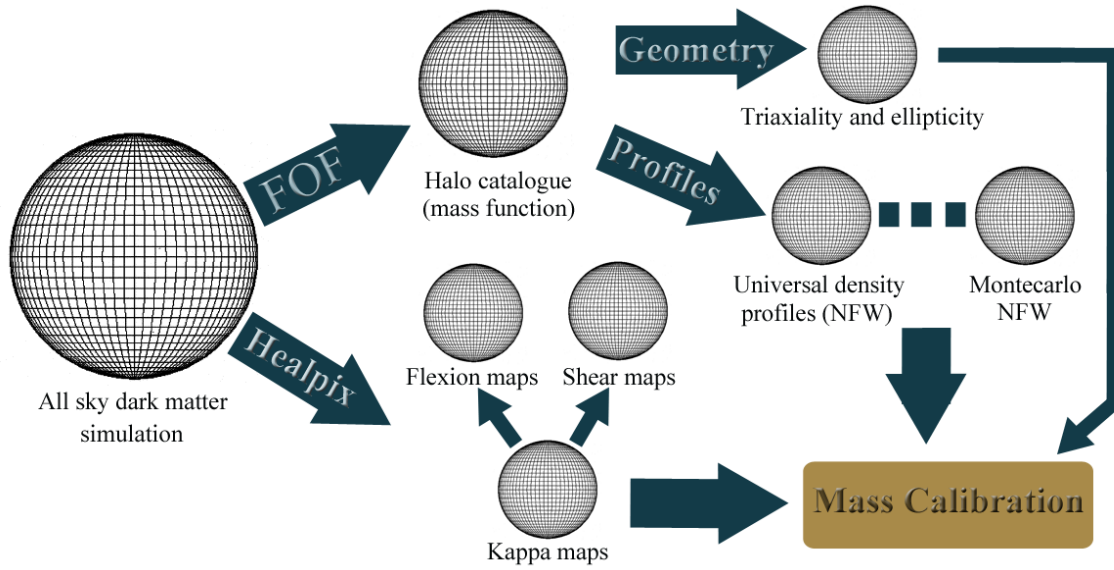 Geometry
Triaxiality and ellipticity
FOF
Halo catalogue
(mass function)
Profiles
Universal density
profiles (NFW)
Montecarlo
NFW
All sky dark matter
simulation
Healpix
Flexion maps
Shear maps
Kappa maps
Mass Calibration